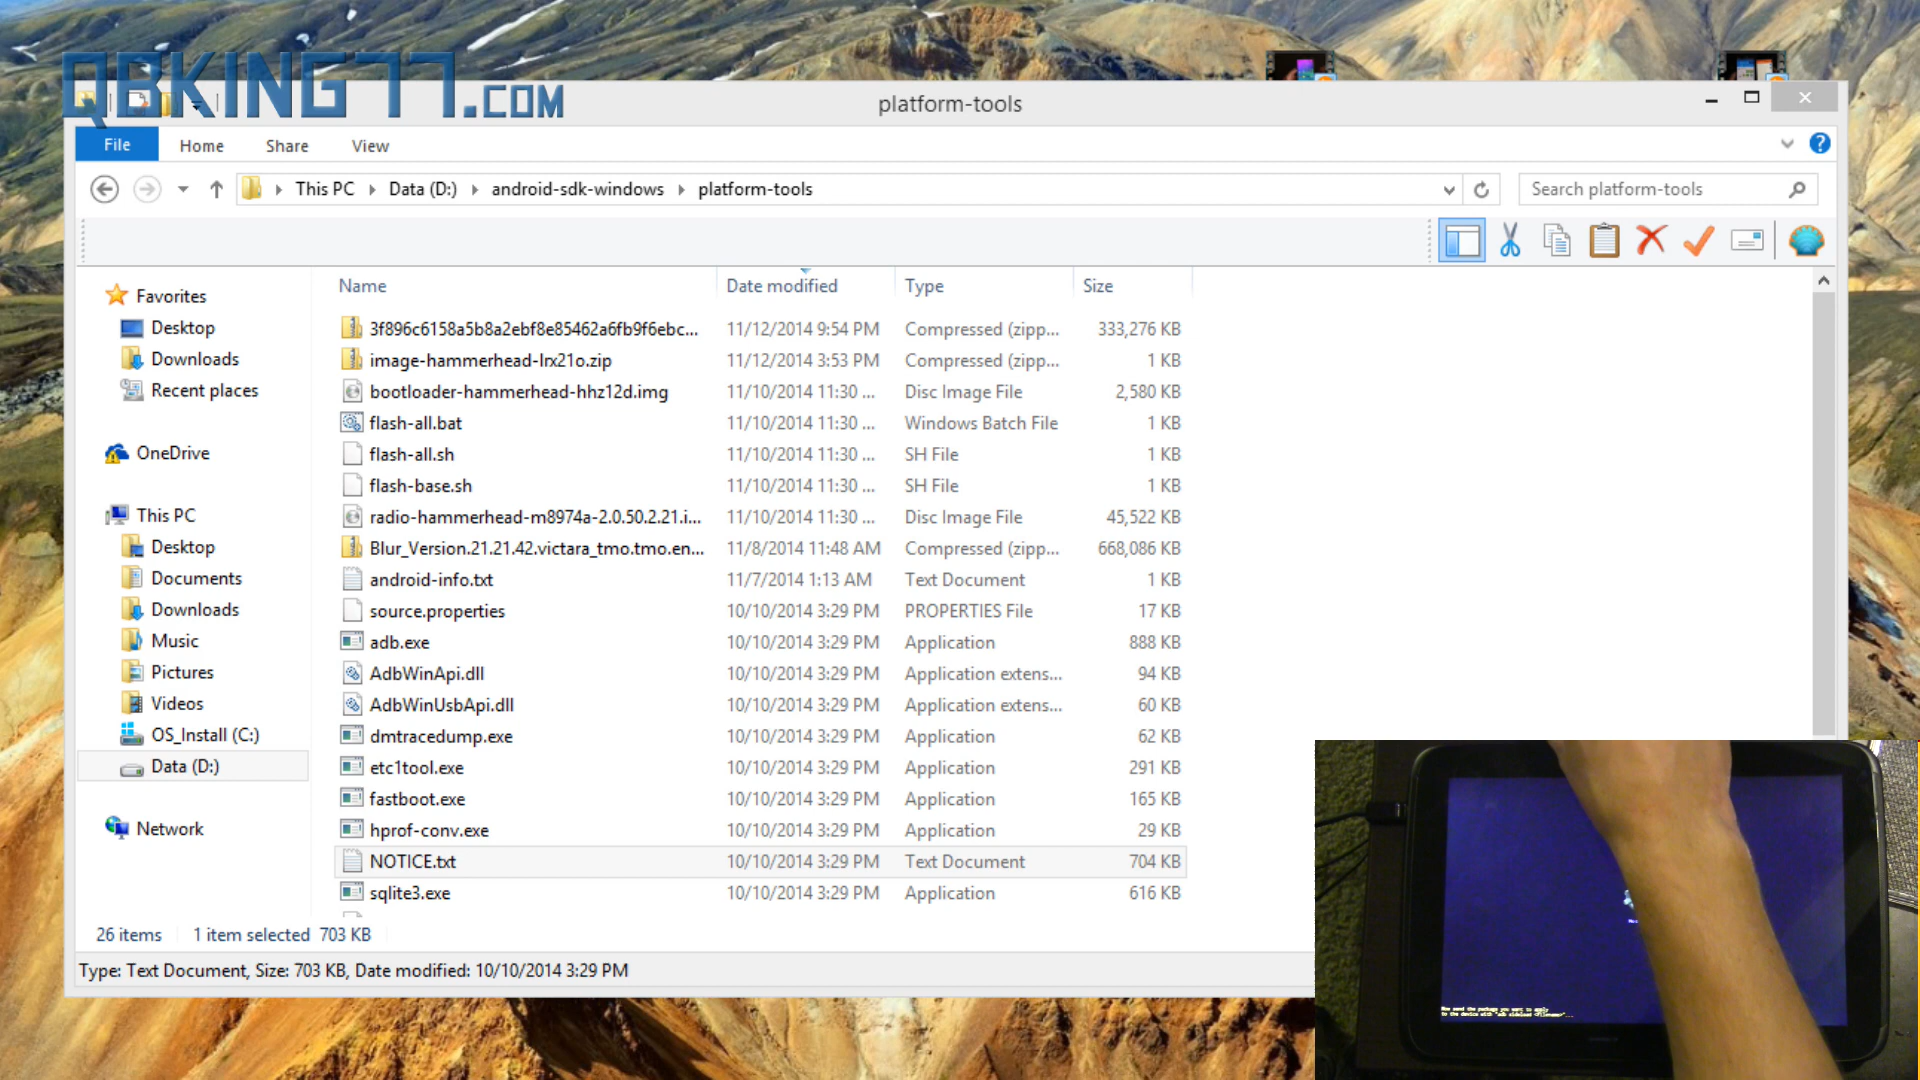 QBKING77.COM
platform-tools
File Home Share View
This PC Data (D:) android-sdk-windows platform-tools
Search platform-tools
Name Date modified Type Size
3f896c6158a5b8a2ebf8e85462a6fb9f6ebc... 11/12/2014 9:54 PM Compressed (zipp... 333,276 KB
image-hammerhead-lrx21o.zip 11/12/2014 3:53 PM Compressed (zipp... 1 KB
bootloader-hammerhead-hhz12d.img 11/10/2014 11:30 ... Disc Image File 2,580 KB
flash-all.bat 11/10/2014 11:30 ... Windows Batch File 1 KB
flash-all.sh 11/10/2014 11:30 ... SH File 1 KB
flash-base.sh 11/10/2014 11:30 ... SH File 1 KB
radio-hammerhead-m8974a-2.0.50.2.21.i... 11/10/2014 11:30 ... Disc Image File 45,522 KB
Blur_Version.21.21.42.victara_tmo.tmo.en... 11/8/2014 11:48 AM Compressed (zipp... 668,086 KB
android-info.txt 11/7/2014 1:13 AM Text Document 1 KB
source.properties 10/10/2014 3:29 PM PROPERTIES File 17 KB
adb.exe 10/10/2014 3:29 PM Application 888 KB
AdbWinApi.dll 10/10/2014 3:29 PM Application extens... 94 KB
AdbWinUsbApi.dll 10/10/2014 3:29 PM Application extens... 60 KB
dmtracedump.exe 10/10/2014 3:29 PM Application 62 KB
etc1tool.exe 10/10/2014 3:29 PM Application 291 KB
fastboot.exe 10/10/2014 3:29 PM Application 165 KB
hprof-conv.exe 10/10/2014 3:29 PM Application 29 KB
NOTICE.txt 10/10/2014 3:29 PM Text Document 704 KB
sqlite3.exe 10/10/2014 3:29 PM Application 616 KB
Favorites
Desktop
Downloads
Recent places
OneDrive
This PC
Desktop
Documents
Downloads
Music
Pictures
Videos
OS_Install (C:)
Data (D:)
Network
26 items 1 item selected 703 KB
Type: Text Document, Size: 703 KB, Date modified: 10/10/2014 3:29 PM
Now send the package you want to apply
to the device with "adb sideload <filename>"...